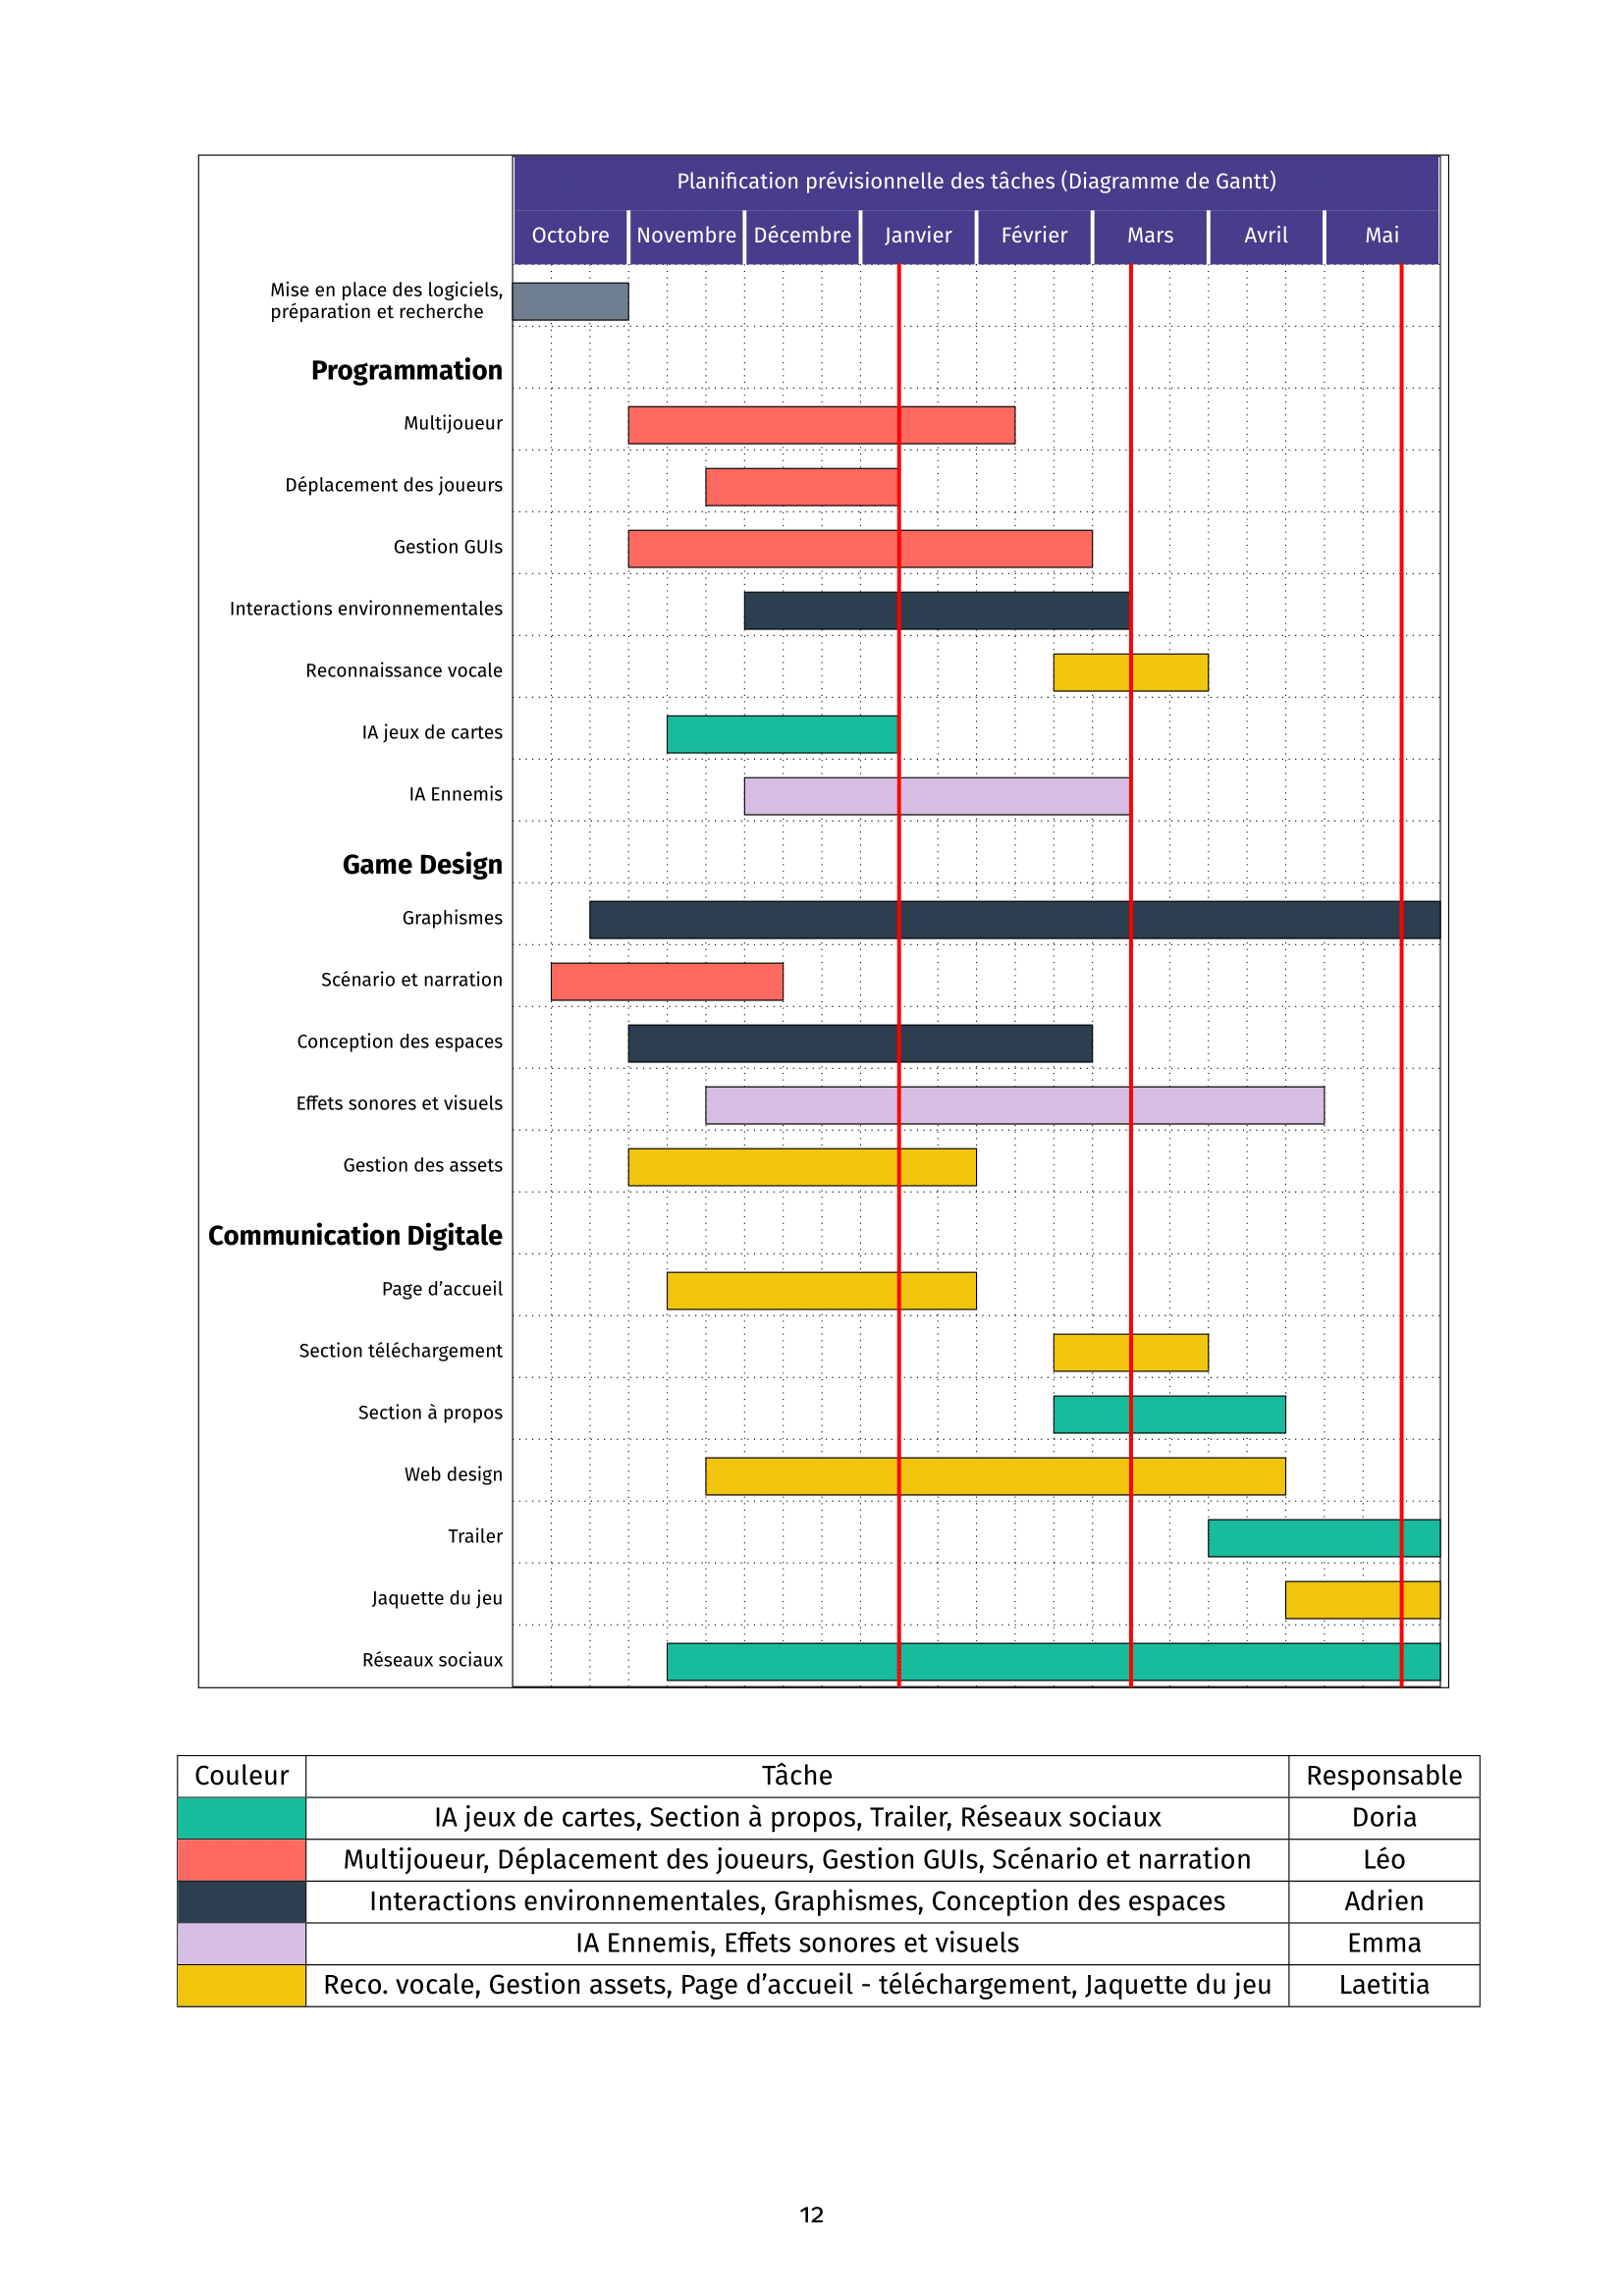 Planification prévisionnelle des tâches (Diagramme de Gantt)
Octobre Novembre Décembre Janvier Février Mars Avril Mai
Mise en place des logiciels,
préparation et recherche
Programmation
Multijoueur
Déplacement des joueurs
Gestion GUIs
Interactions environnementales
Reconnaissance vocale
IA jeux de cartes
IA Ennemis
Game Design
Graphismes
Scénario et narration
Conception des espaces
Effets sonores et visuels
Gestion des assets
Communication Digitale
Page d’accueil
Section téléchargement
Section à propos
Web design
Trailer
Jaquette du jeu
Réseaux sociaux
Couleur Tâche Responsable
IA jeux de cartes, Section à propos, Trailer, Réseaux sociaux Doria
Multijoueur, Déplacement des joueurs, Gestion GUIs, Scénario et narration Léo
Interactions environnementales, Graphismes, Conception des espaces Adrien
IA Ennemis, Effets sonores et visuels Emma
Reco. vocale, Gestion assets, Page d’accueil - téléchargement, Jaquette du jeu Laetitia
12